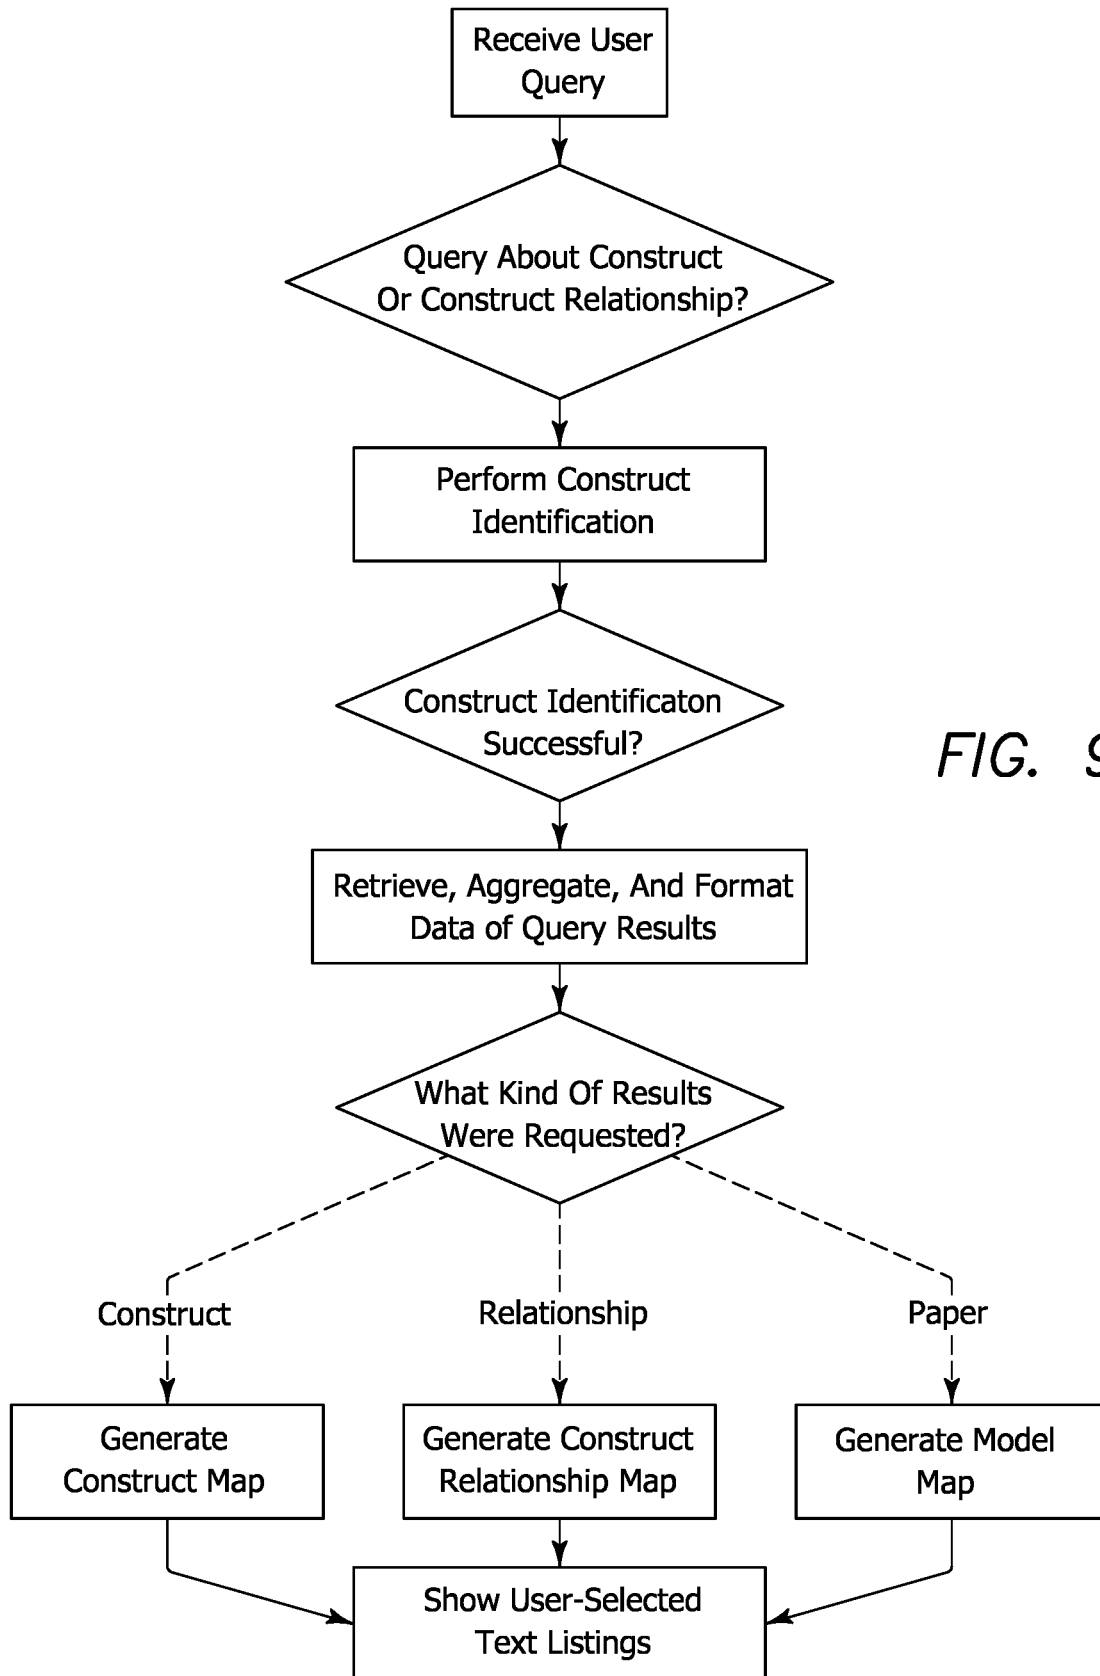 Receive User
Query
Query About Construct
Or Construct Relationship?
Perform Construct
Identification
Construct Identificaton
Successful?
FIG. 9
Retrieve, Aggregate, And Format
Data of Query Results
What Kind Of Results
Were Requested?
Construct
Relationship
Paper
Generate
Construct Map
Generate Construct
Relationship Map
Generate Model
Map
Show User-Selected
Text Listings